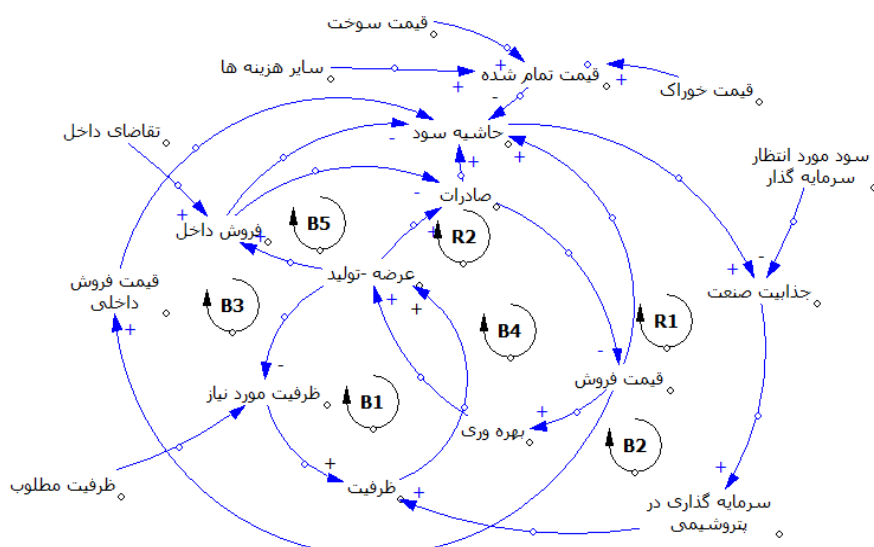 قیمت سوخت
سایر هزینه ها
قیمت تمام شده
قیمت خوراک
+
+
+
-
تقاضای داخل
حاشیه سود
-
+
+
سود مورد انتظار
سرمایه گذار
صادرات
-
+
فروش داخل
+
B5
R2
+
عرضه -تولید
-
+
جذابیت صنعت
قیمت فروش
داخلی
+
B3
+
+
B4
R1
-
-
قیمت فروش
ظرفیت مورد نیاز
B1
+
بهره وری
B2
+
+
ظرفیت مطلوب
ظرفیت
+
سرمایه گذاری در
پتروشیمی